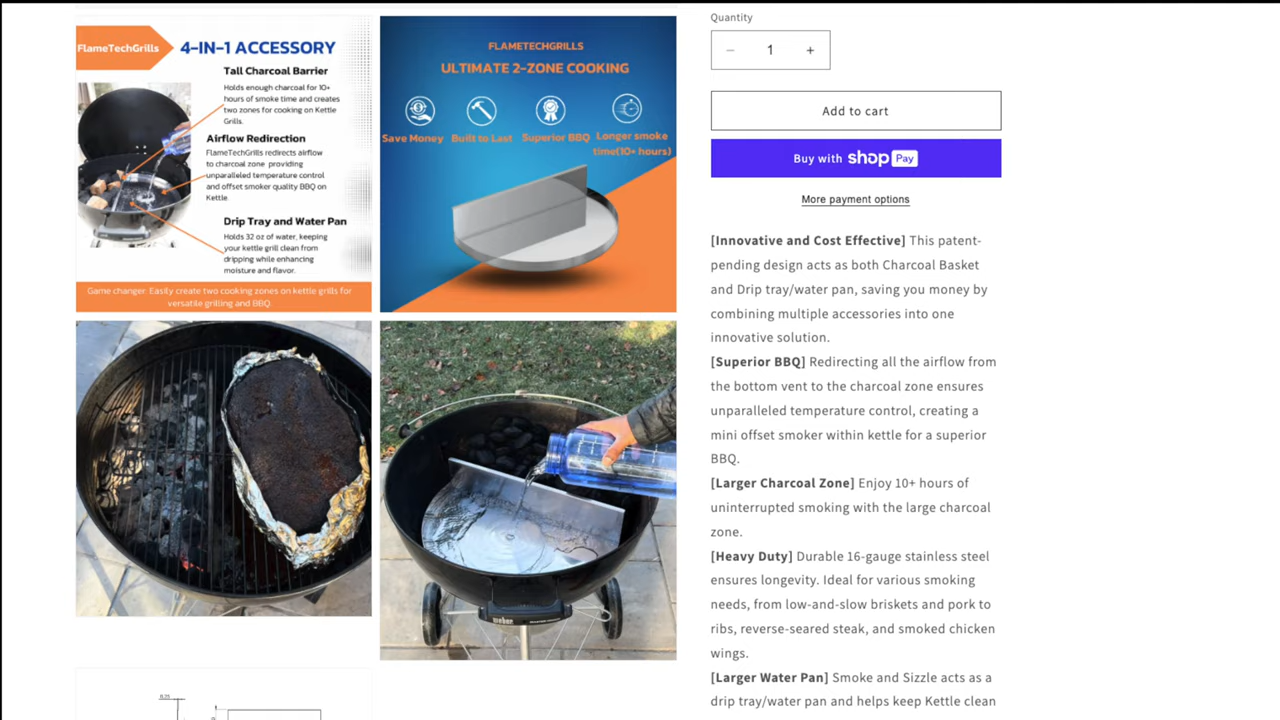 FlameTechGrills
4-IN-1 ACCESSORY
Tall Charcoal Barrier
Holds enough charcoal for 10+
hours of smoke time and creates
two zones for cooking on Kettle
Grills.
Airflow Redirection
FlameTechGrills redirects airflow
to charcoal zone providing
unparalleled temperature control
and offset smoker quality BBQ on
Kettle.
Drip Tray and Water Pan
Holds 32 oz of water, keeping
your kettle grill clean from
dripping while enhancing
moisture and flavor.
Game changer. Easily create two cooking zones on kettle grills for
versatile grilling and BBQ.
FLAMETECHGRILLS
ULTIMATE 2-ZONE COOKING
Save Money
Built to Last
Superior BBQ
Longer smoke
time(10+ hours)
weber
Quantity
− 1 +
Add to cart
Buy with shop Pay
More payment options
[Innovative and Cost Effective] This patent-
pending design acts as both Charcoal Basket
and Drip tray/water pan, saving you money by
combining multiple accessories into one
innovative solution.
[Superior BBQ] Redirecting all the airflow from
the bottom vent to the charcoal zone ensures
unparalleled temperature control, creating a
mini offset smoker within kettle for a superior
BBQ.
[Larger Charcoal Zone] Enjoy 10+ hours of
uninterrupted smoking with the large charcoal
zone.
[Heavy Duty] Durable 16-gauge stainless steel
ensures longevity. Ideal for various smoking
needs, from low-and-slow briskets and pork to
ribs, reverse-seared steak, and smoked chicken
wings.
[Larger Water Pan] Smoke and Sizzle acts as a
drip tray/water pan and helps keep Kettle clean